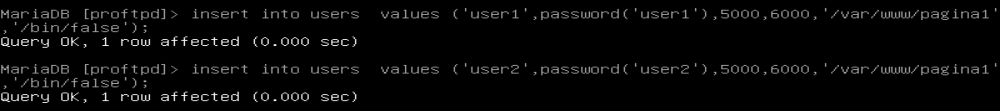 MariaDB [proftpd]> insert into users  values ('user1',password('user1'),5000,6000,'/var/www/pagina1'
,'/bin/false');
Query OK, 1 row affected (0.000 sec)
MariaDB [proftpd]> insert into users  values ('user2',password('user2'),5000,6000,'/var/www/pagina1'
,'/bin/false');
Query OK, 1 row affected (0.000 sec)